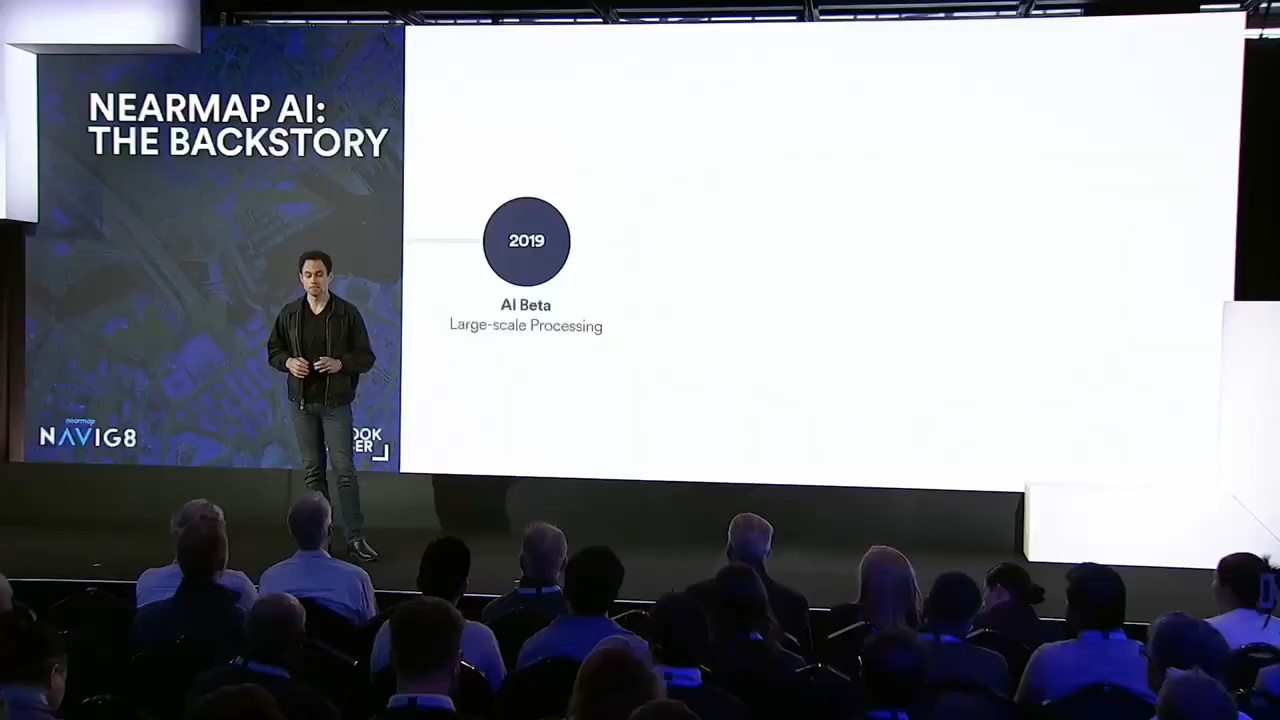 NEARMAP AI:
THE BACKSTORY
2019
AI Beta
Large-scale Processing
nearmap
NAVIG8